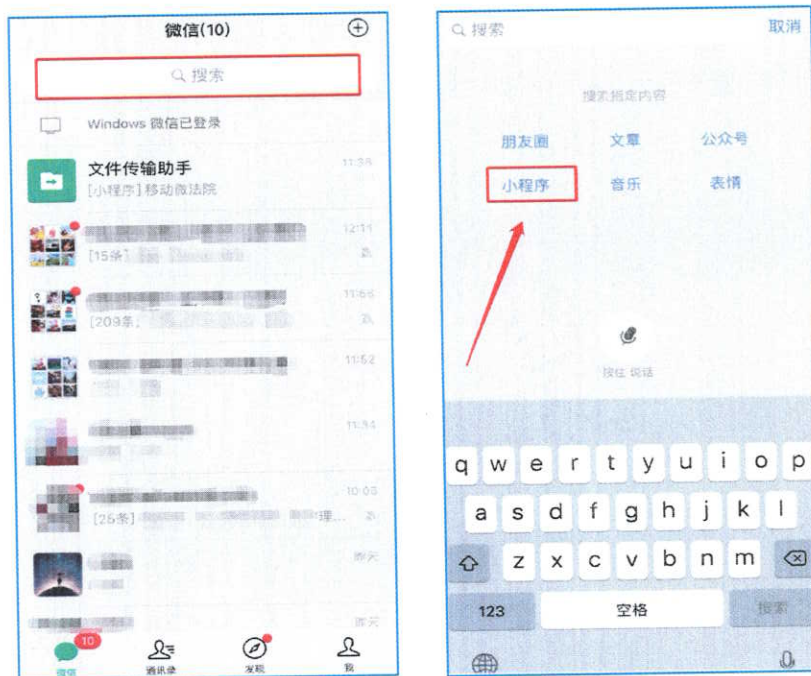 微信(10)
搜索
Windows 微信已登录
文件传输助手
11:38
[小程序] 移动微法院
12:11
[15条]
11:56
[209条]
11:52
11:34
10:03
[26条]
理...
昨天
昨天
10
微信
通讯录
发现
我
搜索
取消
搜索指定内容
朋友圈
文章
公众号
小程序
音乐
表情
按住 说话
q w e r t y u i o p
a s d f g h j k l
z x c v b n m
123
空格
搜索